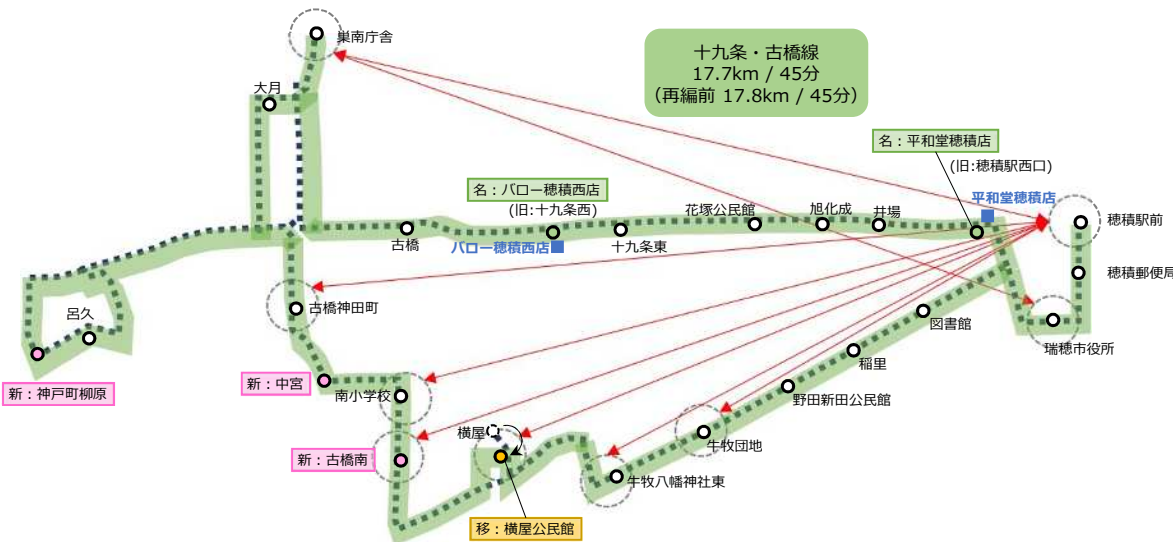 巣南庁舎
十九条・古橋線
17.7km / 45分
(再編前 17.8km / 45分)
大月
名：平和堂穂積店
(旧:穂積駅西口)
名：バロー穂積西店
(旧:十九条西)
花塚公民館
旭化成
井場
平和堂穂積店
穂積駅前
古橋
バロー穂積西店
十九条東
穂積郵便局
古橋神田町
呂久
図書館
瑞穂市役所
稲里
新：神戸町柳原
新：中宮
南小学校
野田新田公民館
横屋
牛牧団地
新：古橋南
牛牧八幡神社東
移：横屋公民館